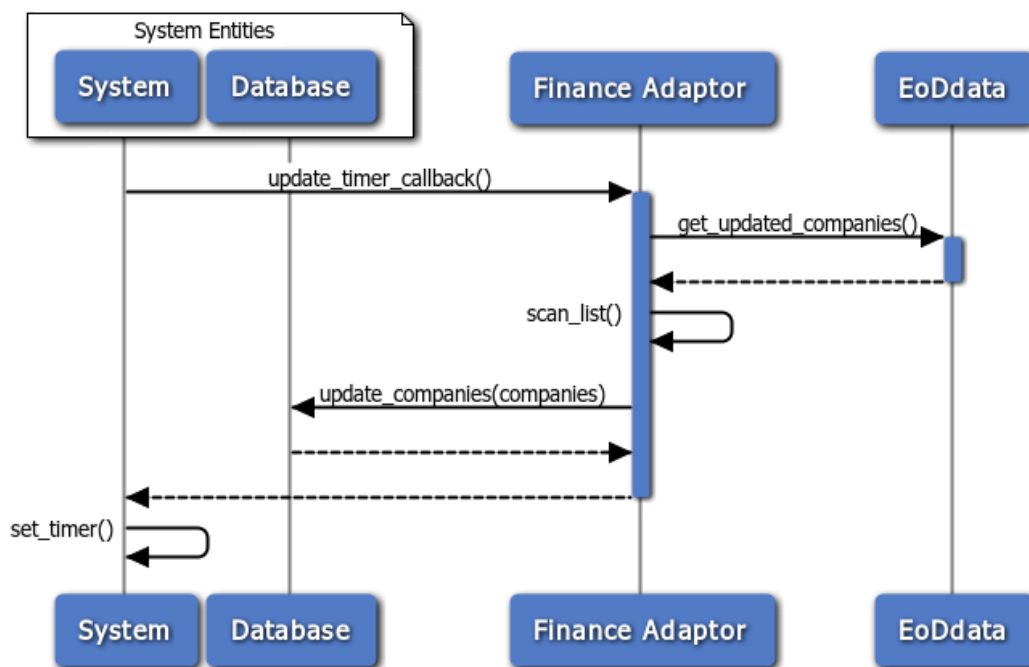 System Entities
System Database Finance Adaptor EoDdata
update_timer_callback()
get_updated_companies()
scan_list()
update_companies(companies)
set_timer()
System Database Finance Adaptor EoDdata